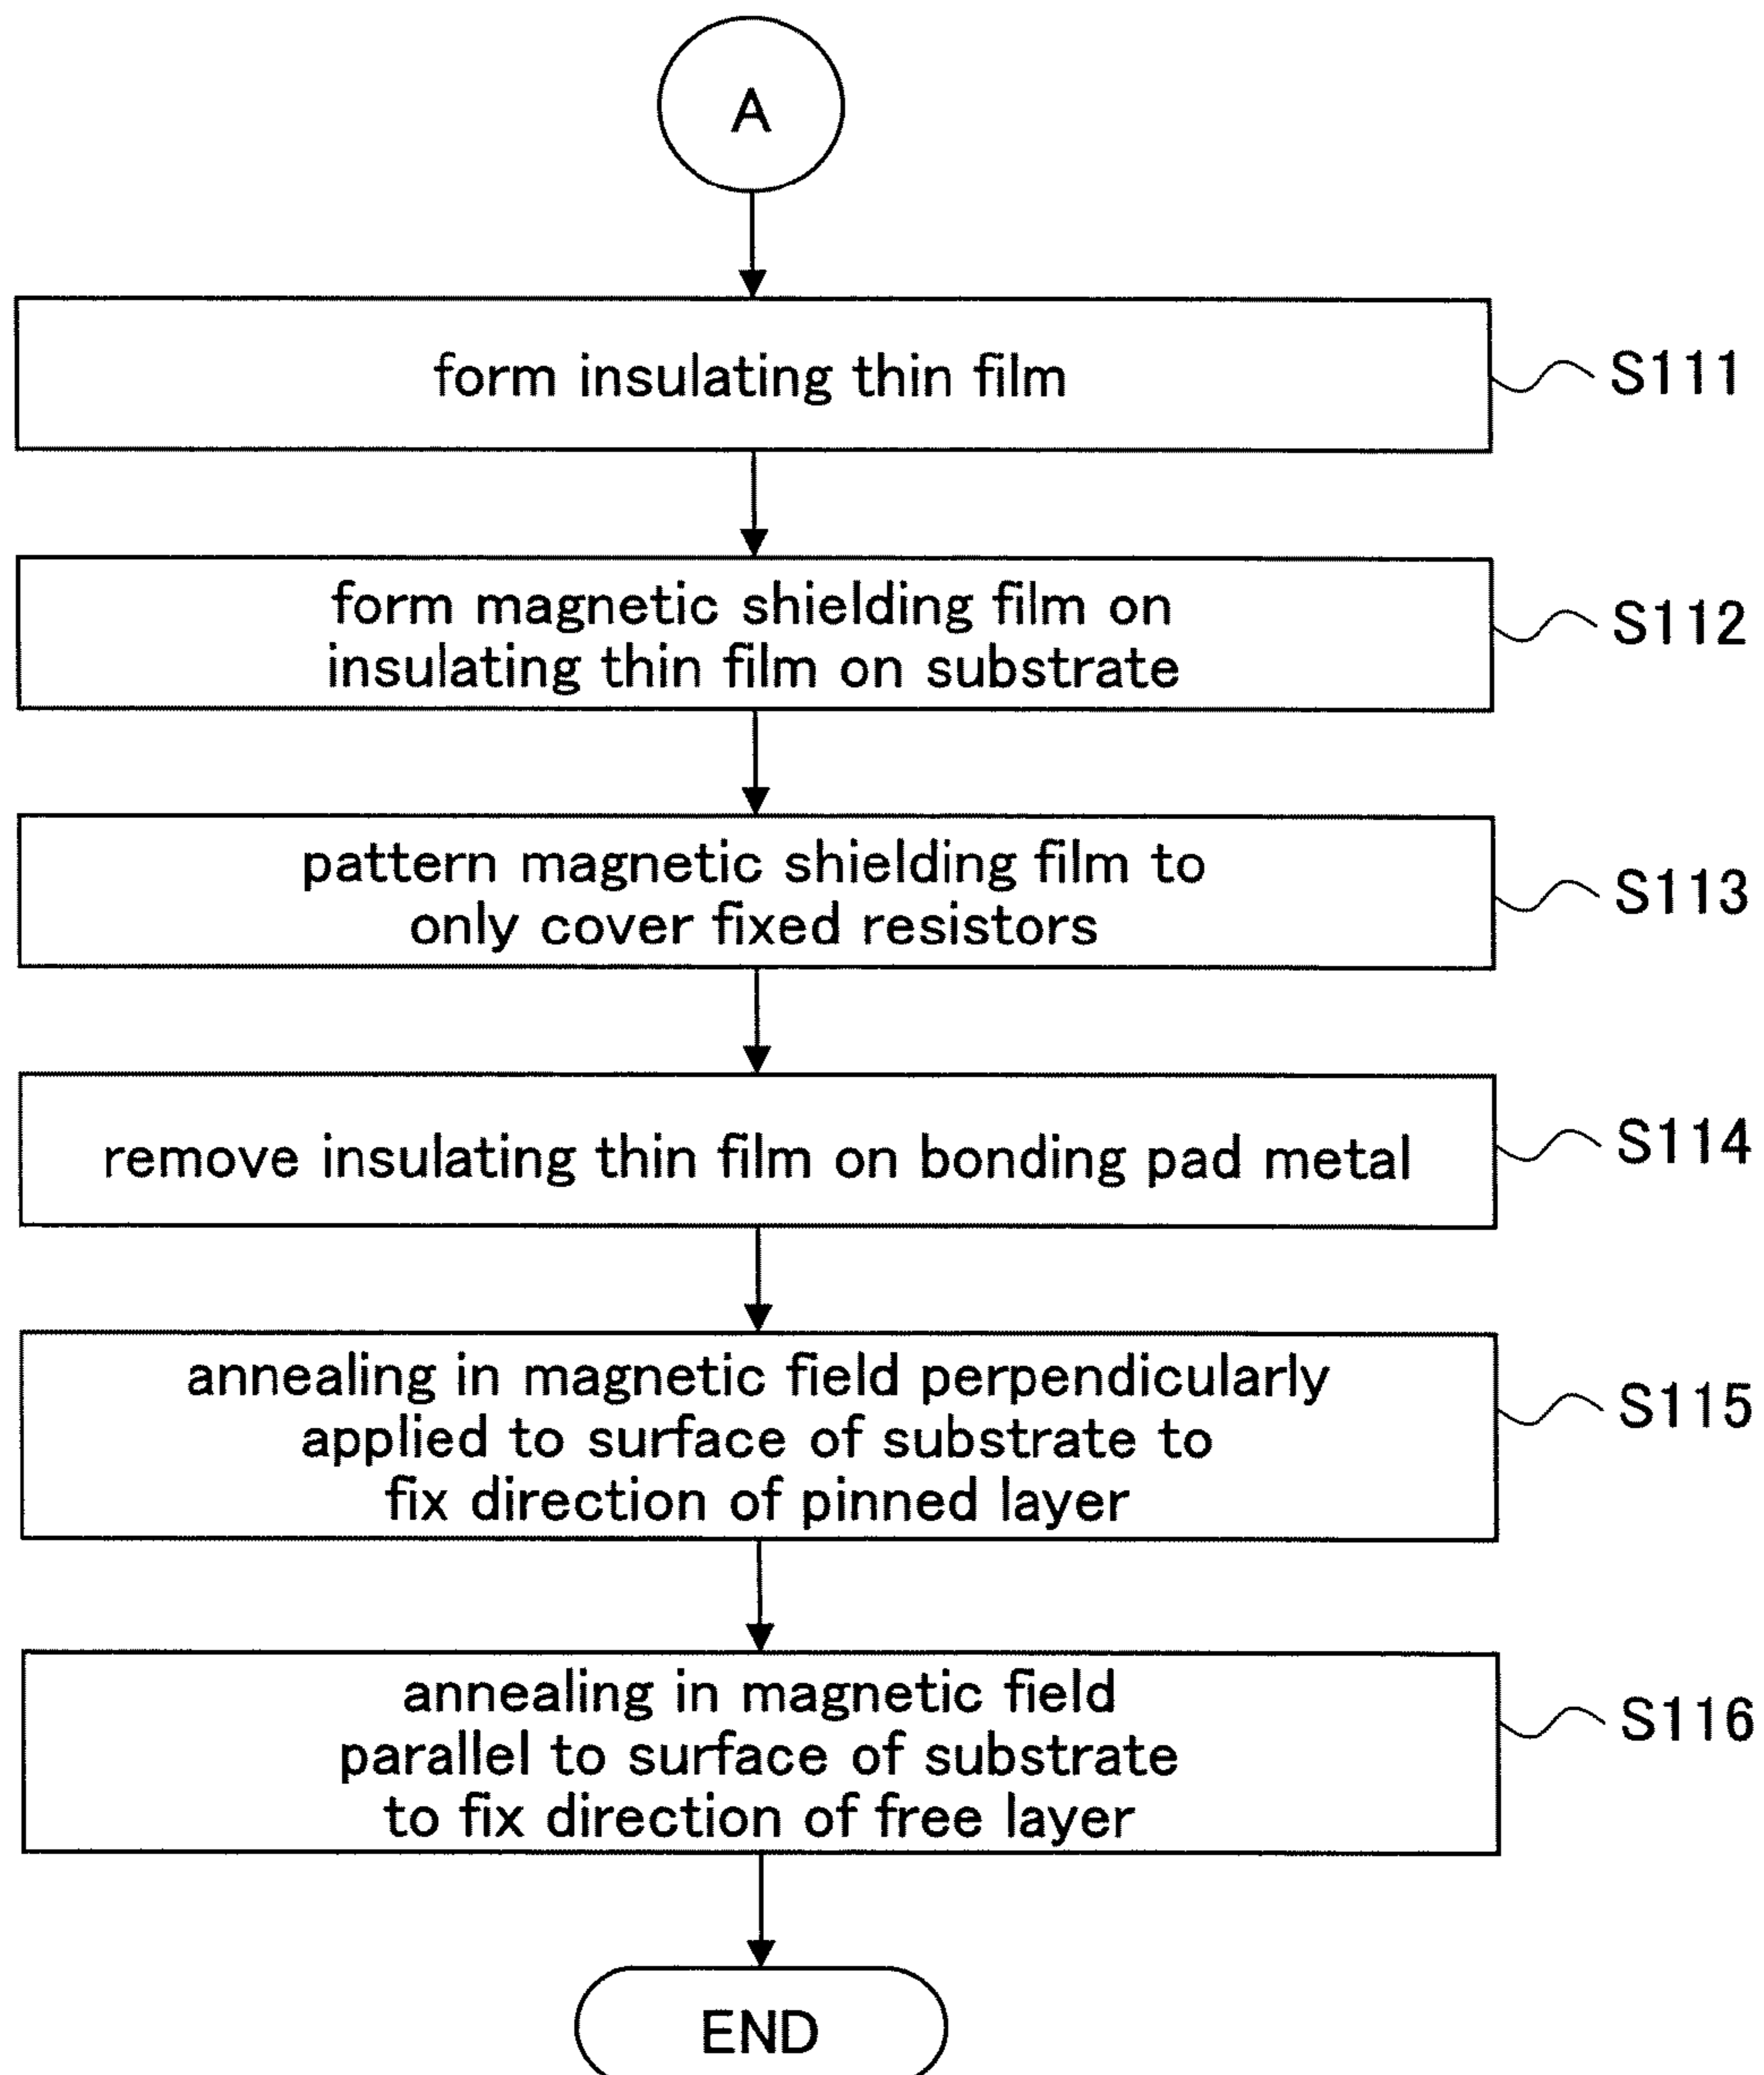 A
form insulating thin film
S111
form magnetic shielding film on
insulating thin film on substrate
S112
pattern magnetic shielding film to
only cover fixed resistors
S113
remove insulating thin film on bonding pad metal
S114
annealing in magnetic field perpendicularly
applied to surface of substrate to
fix direction of pinned layer
S115
annealing in magnetic field
parallel to surface of substrate
to fix direction of free layer
S116
END